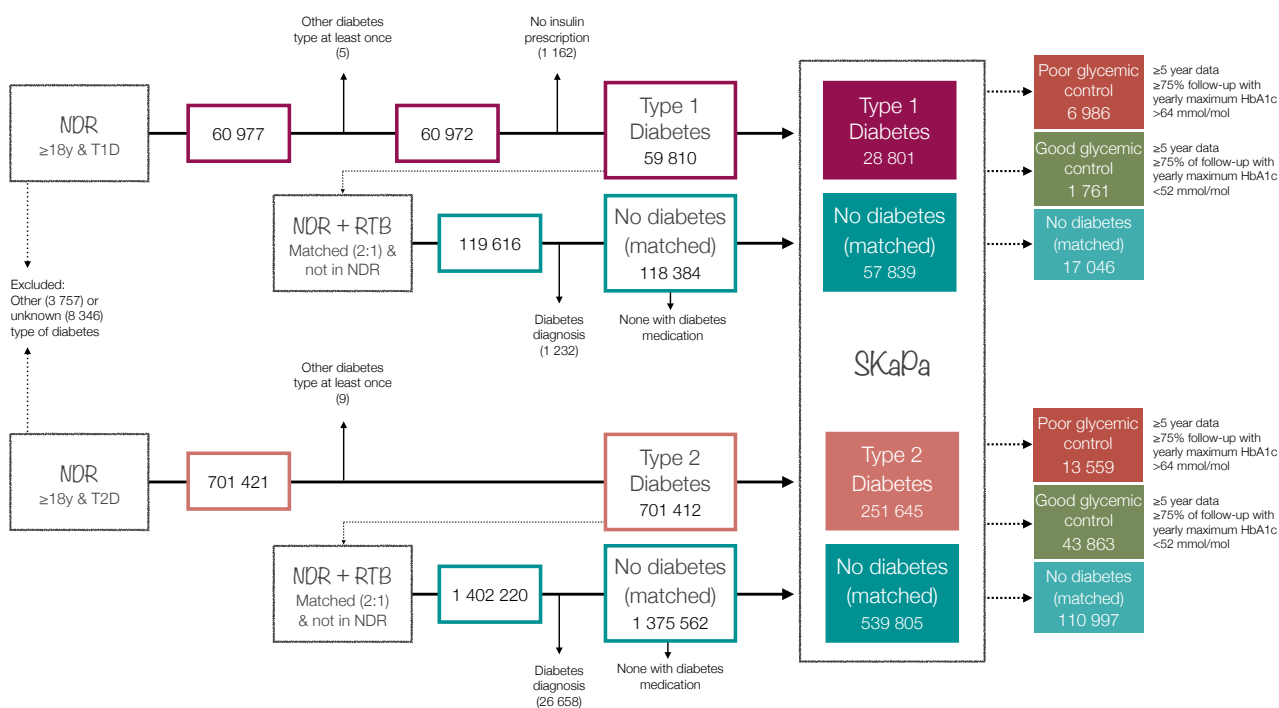 Other diabetes
type at least once
(5)
No insulin
prescription
(1 162)
NDR
≥18y & T1D
60 977
60 972
Type 1
Diabetes
59 810
Type 1
Diabetes
28 801
Poor glycemic
control
6 986
≥5 year data
≥75% follow-up with
yearly maximum HbA1c
>64 mmol/mol
Good glycemic
control
1 761
≥5 year data
≥75% of follow-up with
yearly maximum HbA1c
<52 mmol/mol
NDR + RTB
Matched (2:1) &
not in NDR
119 616
No diabetes
(matched)
118 384
No diabetes
(matched)
57 839
No diabetes
(matched)
17 046
Excluded:
Other (3 757) or
unknown (8 346)
type of diabetes
Diabetes
diagnosis
(1 232)
None with diabetes
medication
SKaPa
Other diabetes
type at least once
(9)
NDR
≥18y & T2D
701 421
Type 2
Diabetes
701 412
Type 2
Diabetes
251 645
Poor glycemic
control
13 559
≥5 year data
≥75% follow-up with
yearly maximum HbA1c
>64 mmol/mol
Good glycemic
control
43 863
≥5 year data
≥75% of follow-up with
yearly maximum HbA1c
<52 mmol/mol
NDR + RTB
Matched (2:1)
& not in NDR
1 402 220
No diabetes
(matched)
1 375 562
No diabetes
(matched)
539 805
No diabetes
(matched)
110 997
Diabetes
diagnosis
(26 658)
None with diabetes
medication